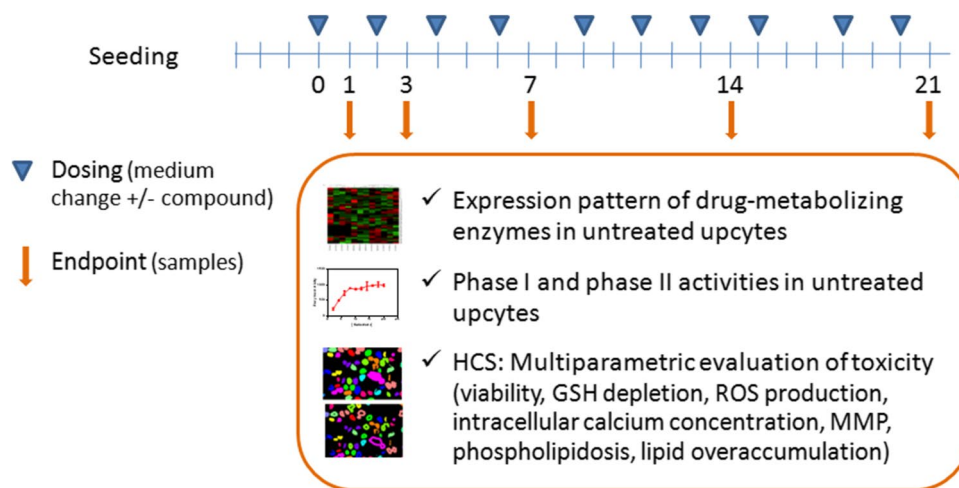 Seeding
0 1 3 7 14 21
Dosing (medium
change +/- compound)
Endpoint (samples)
✓ Expression pattern of drug-metabolizing
enzymes in untreated upcytes
✓ Phase I and phase II activities in untreated
upcytes
✓ HCS: Multiparametric evaluation of toxicity
(viability, GSH depletion, ROS production,
intracellular calcium concentration, MMP,
phospholipidosis, lipid overaccumulation)